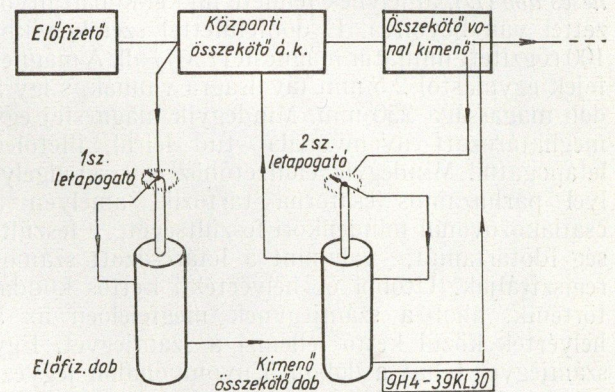 Előfizető
Központi
összekötő á.k.
Összekötő vo-
nal kimenő
1sz.
letapogató
2 sz.
letapogató
Előfiz.dob
Kimenő
összekötő dob
9H4-39KL30